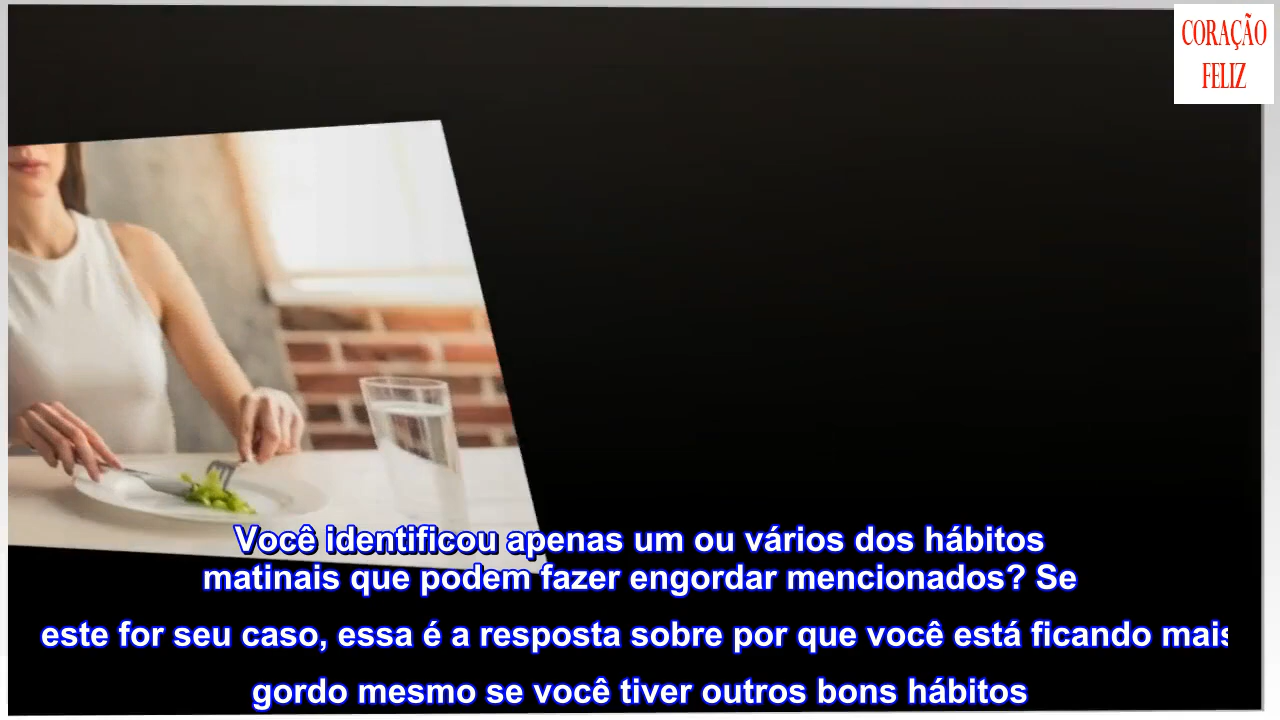 CORAÇÃO
FELIZ
Você identificou apenas um ou vários dos hábitos
matinais que podem fazer engordar mencionados? Se
este for seu caso, essa é a resposta sobre por que você está ficando mais
gordo mesmo se você tiver outros bons hábitos